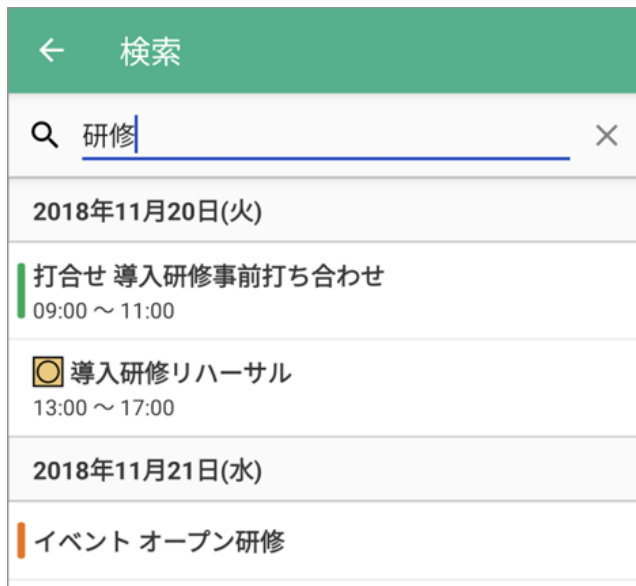 検索
研修
2018年11月20日(火)
打合せ 導入研修事前打ち合わせ
09:00 ～ 11:00
導入研修リハーサル
13:00 ～ 17:00
2018年11月21日(水)
イベント オープン研修